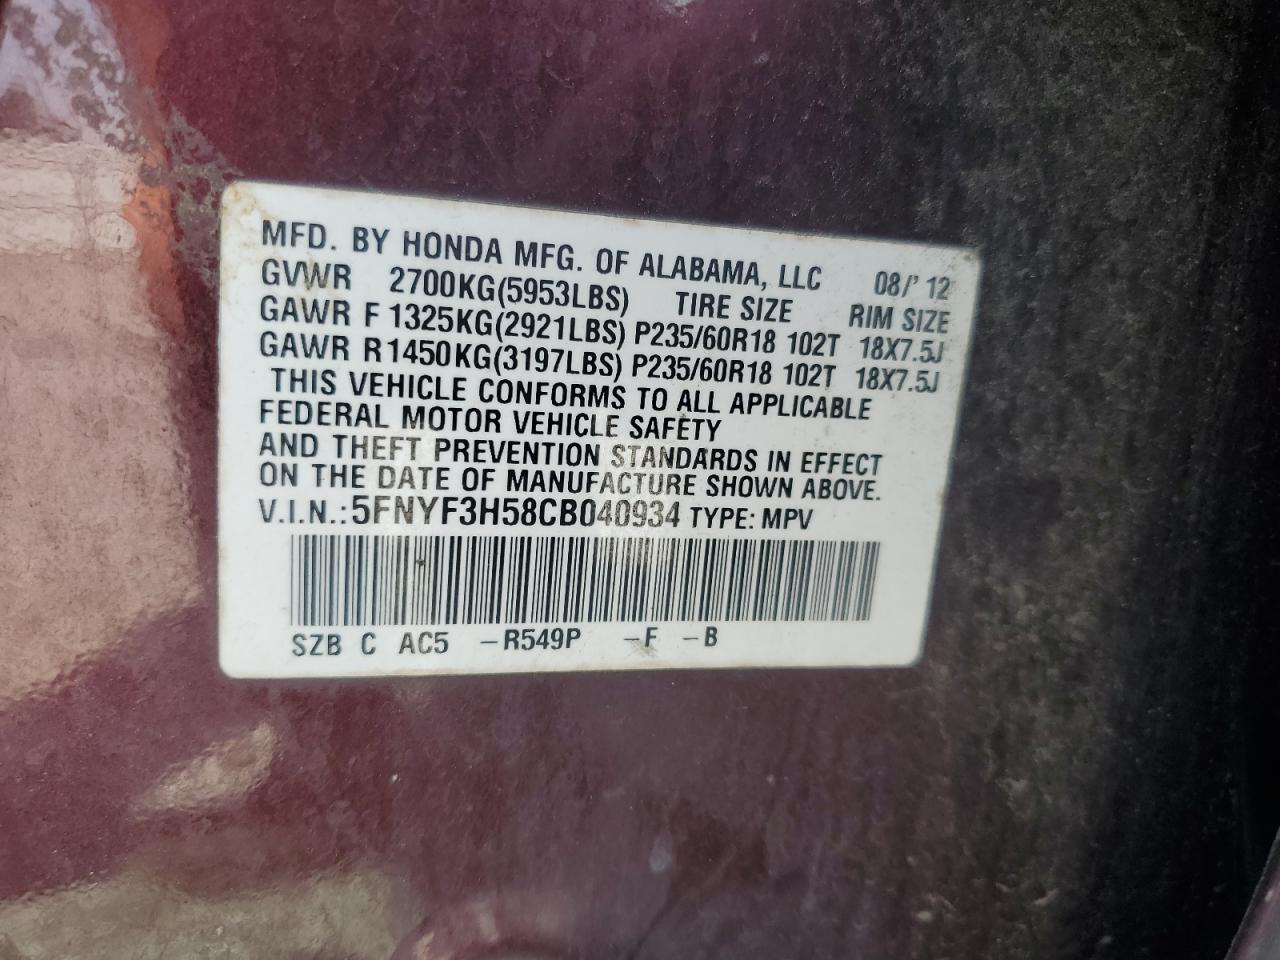 MFD. BY HONDA MFG. OF ALABAMA, LLC 08/' 12
GVWR 2700KG(5953LBS) TIRE SIZE RIM SIZE
GAWR F 1325KG(2921LBS) P235/60R18 102T 18X7.5J
GAWR R 1450KG(3197LBS) P235/60R18 102T 18X7.5J
THIS VEHICLE CONFORMS TO ALL APPLICABLE
FEDERAL MOTOR VEHICLE SAFETY
AND THEFT PREVENTION STANDARDS IN EFFECT
ON THE DATE OF MANUFACTURE SHOWN ABOVE.
V.I.N.: 5FNYF3H58CB040934 TYPE: MPV
SZB C AC5 –R549P –F –B